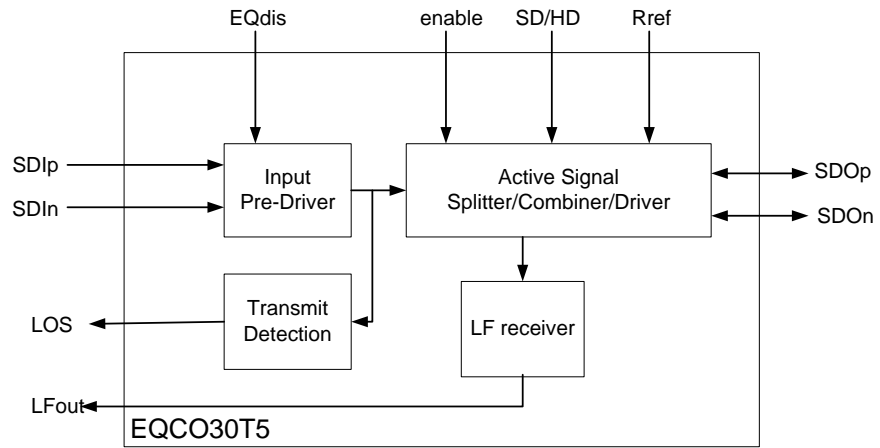 EQdis
enable
SD/HD
Rref
SDIp
SDIn
Input
Pre-Driver
Active Signal
Splitter/Combiner/Driver
SDOp
SDOn
LOS
Transmit
Detection
LF receiver
LFout
EQCO30T5